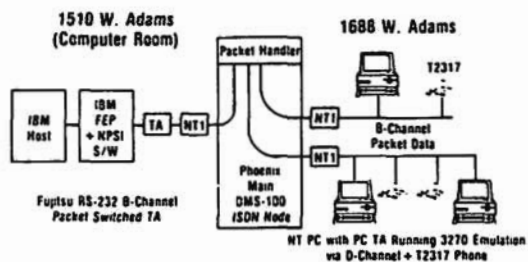 1510 W. Adams
(Computer Room)
1688 W. Adams
Packet Handler
T2317
IBM
Host
IBM
FEP
+ KPSI
S/W
TA
NT1
NT1
B-Channel
Packet Data
NT1
Phoenix
Main
DMS-100
ISDN Node
Fujtsu RS-232 B-Channel
Packet Switched TA
NT PC with PC TA Running 3270 Emulation
via D-Channel + T2317 Phone